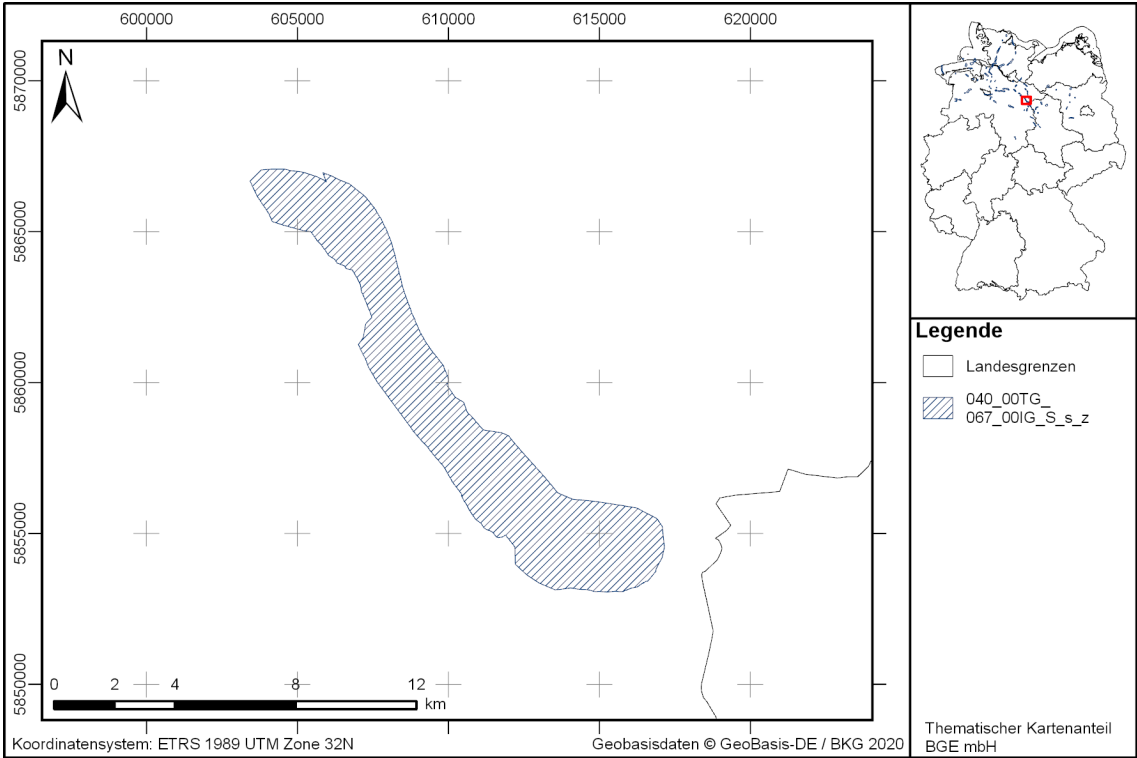 600000 605000 610000 615000 620000
N
5870000
5865000
5860000
5855000
5850000
0 2 4 8 12
km
Koordinatensystem: ETRS 1989 UTM Zone 32N
Geobasisdaten © GeoBasis-DE / BKG 2020
Legende
Landesgrenzen
040_00TG_
067_00IG_S_s_z
Thematischer Kartenanteil
BGE mbH